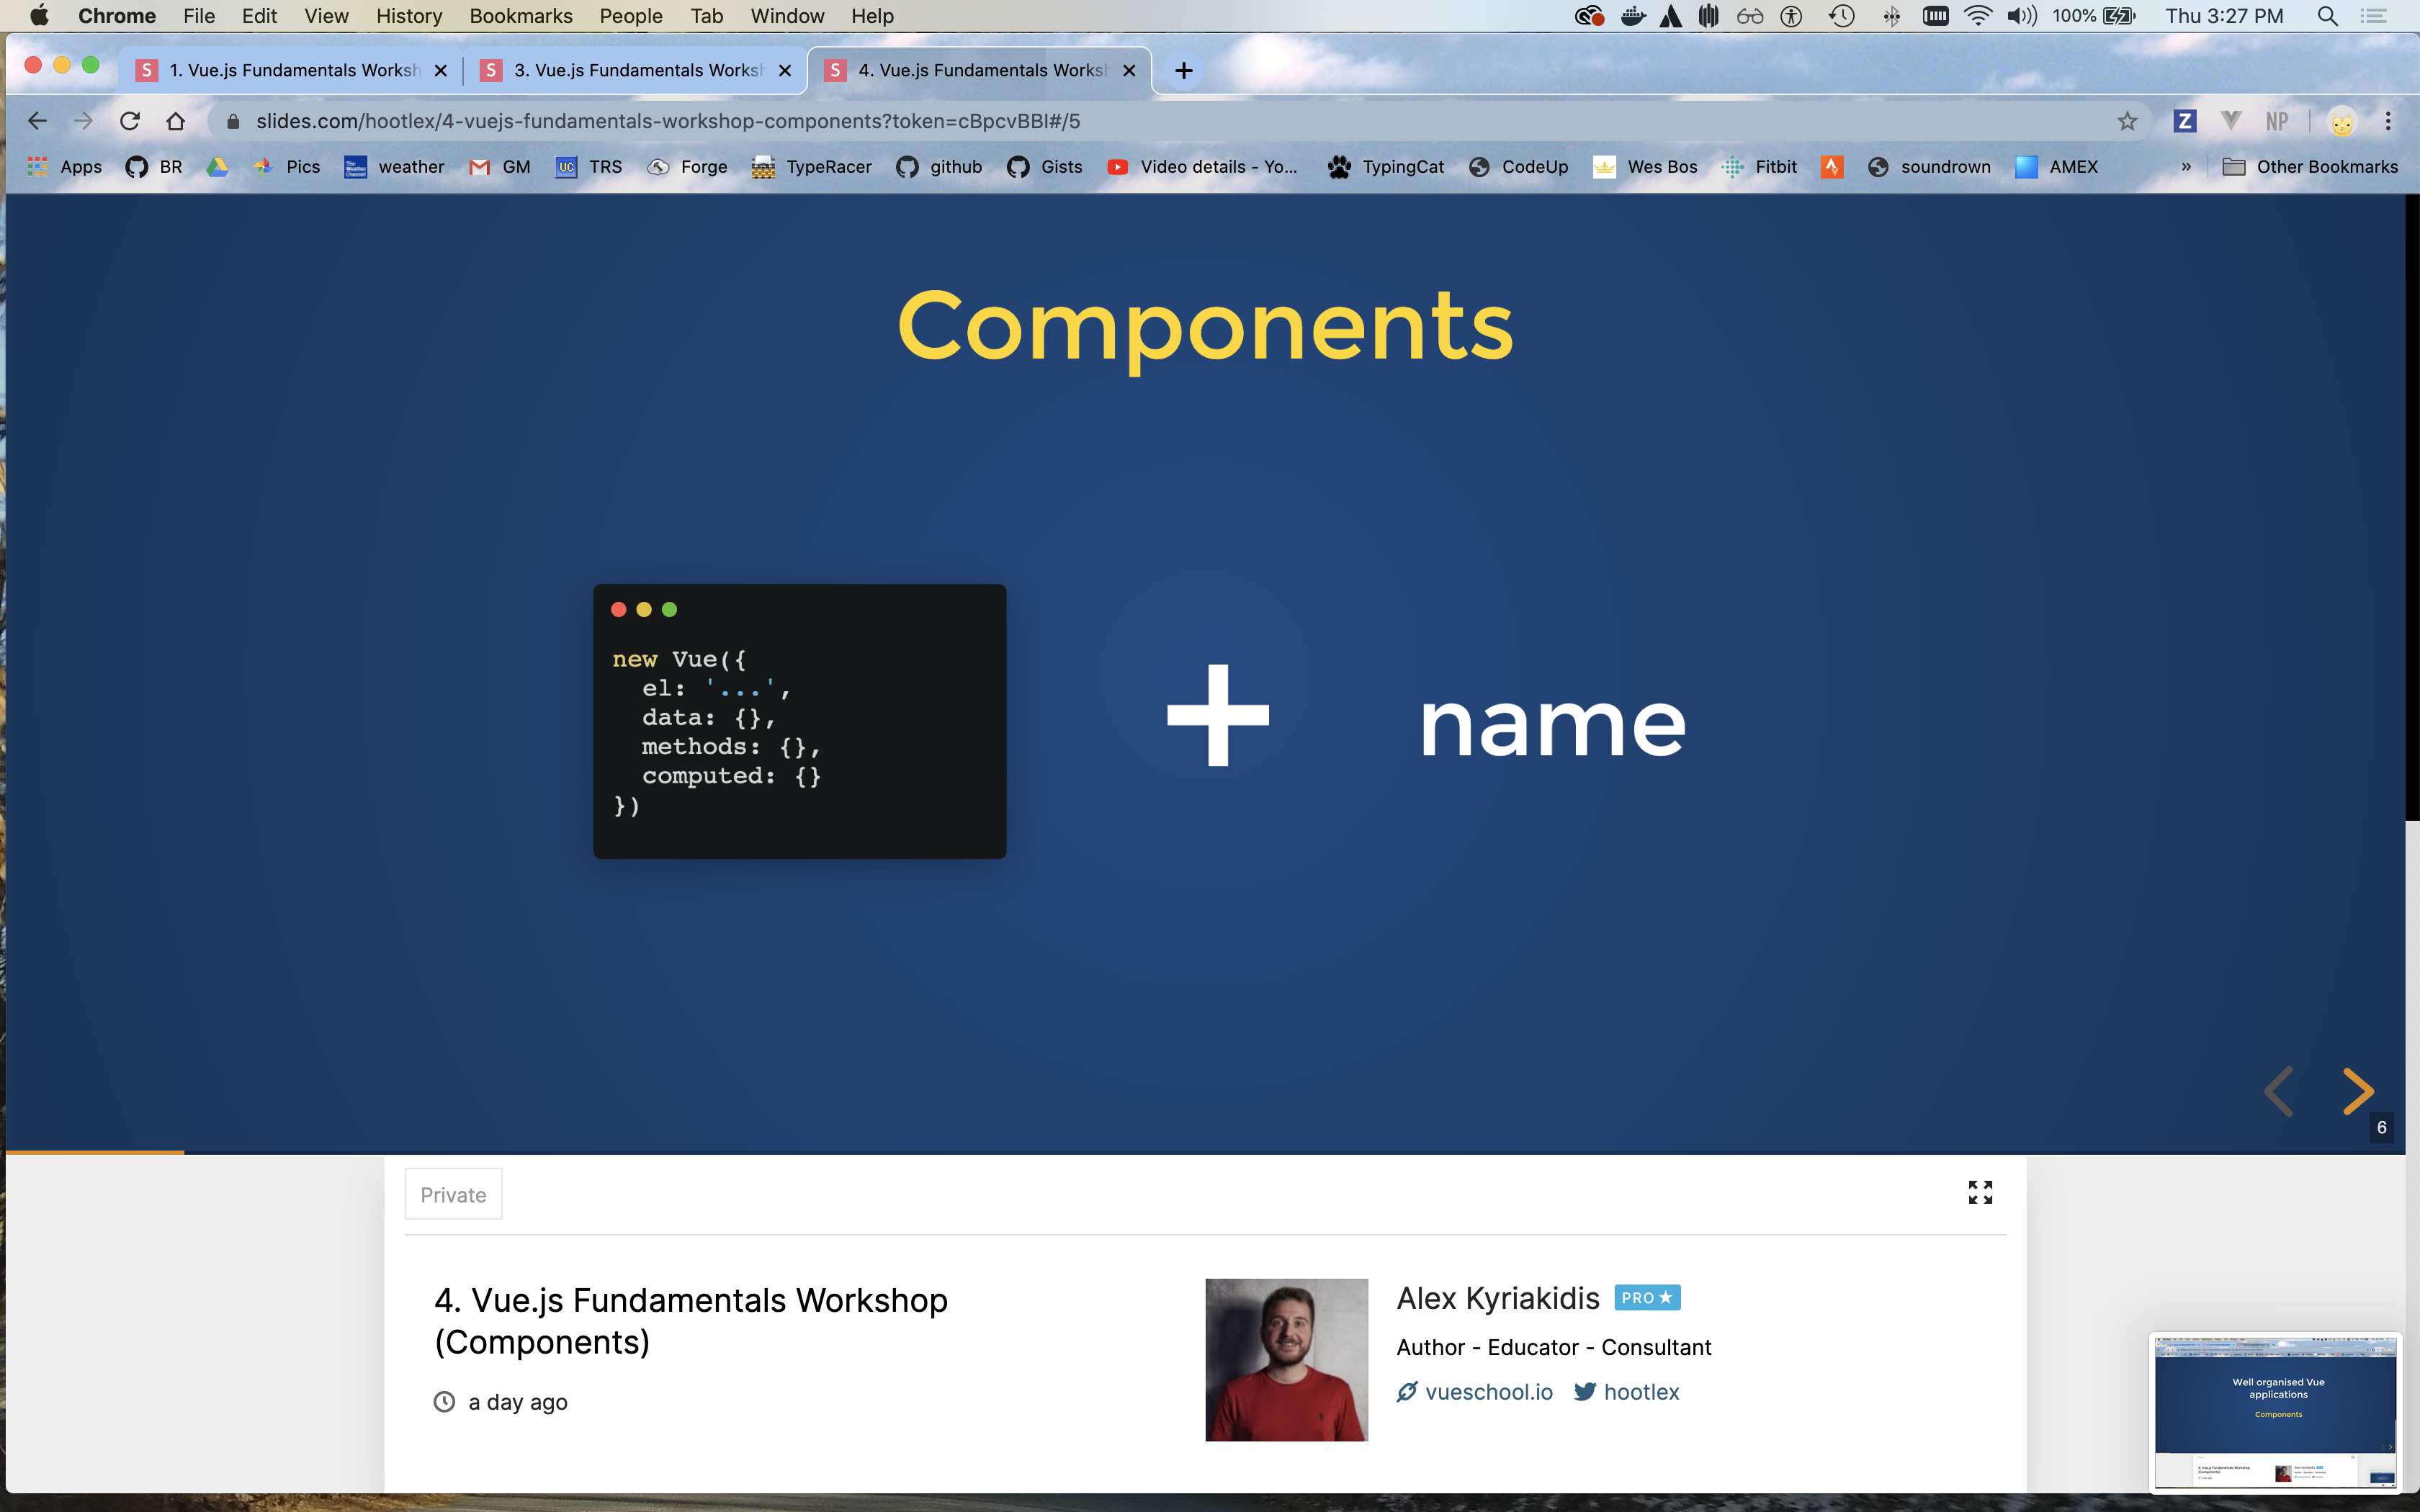 Chrome File Edit View History Bookmarks People Tab Window Help 100% Thu 3:27 PM
S 1. Vue.js Fundamentals Worksh S 3. Vue.js Fundamentals Worksh S 4. Vue.js Fundamentals Worksh
slides.com/hootlex/4-vuejs-fundamentals-workshop-components?token=cBpcvBBI#/5 Z NP
Apps BR Pics weather GM UC TRS Forge TypeRacer github Gists Video details - Yo... TypingCat CodeUp Wes Bos Fitbit soundrown AMEX » Other Bookmarks
Components
new Vue({
el: '...',
data: {},
methods: {},
computed: {}
})
+ name
6
Private
4. Vue.js Fundamentals Workshop
(Components)
a day ago
Alex Kyriakidis PRO
Author - Educator - Consultant
vueschool.io hootlex
Well organised Vue
applications
Components